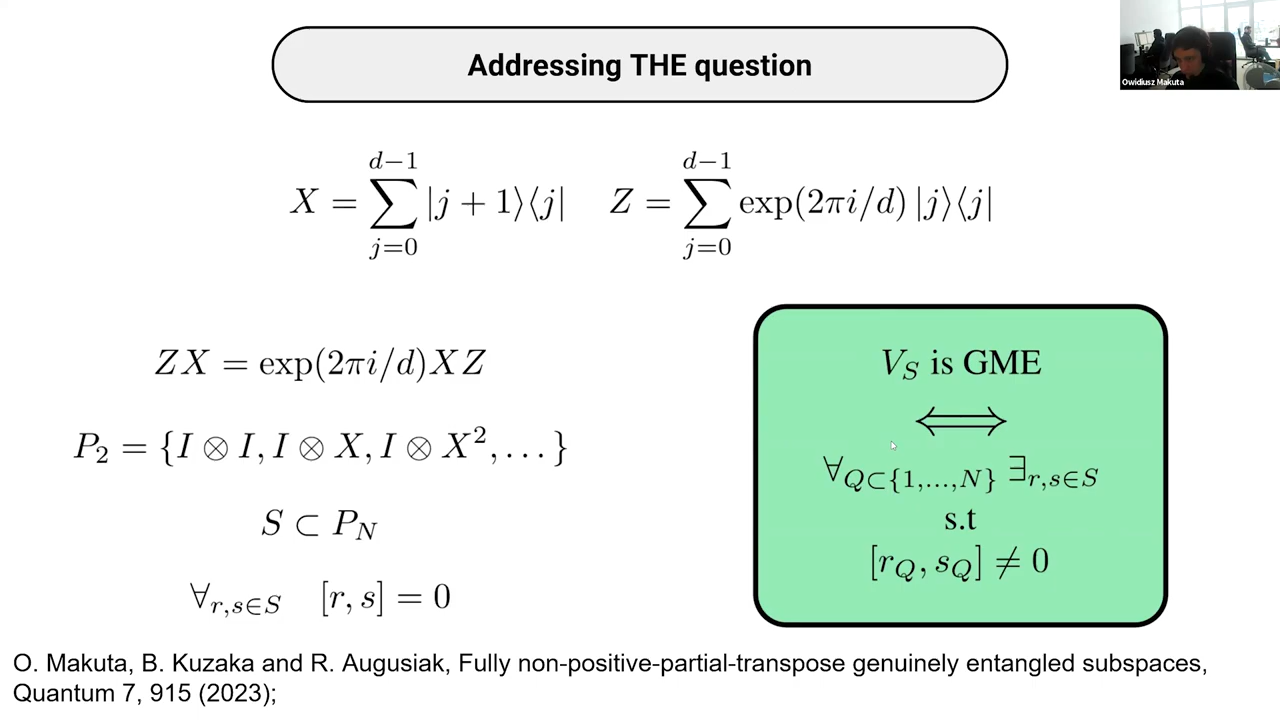 Addressing THE question
Owidiusz Makuta
X = \sum_{j=0}^{d-1} |j + 1⟩⟨j|   Z = \sum_{j=0}^{d-1} exp(2πi/d) |j⟩⟨j|
ZX = exp(2πi/d)XZ
P_2 = {I ⊗ I, I ⊗ X, I ⊗ X^2, . . . }
S ⊂ P_N
∀_{r,s∈S}   [r, s] = 0
V_S is GME
⟺
∀_{Q⊂{1,...,N}} ∃_{r,s∈S}
s.t
[r_Q, s_Q] ≠ 0
O. Makuta, B. Kuzaka and R. Augusiak, Fully non-positive-partial-transpose genuinely entangled subspaces,
Quantum 7, 915 (2023);